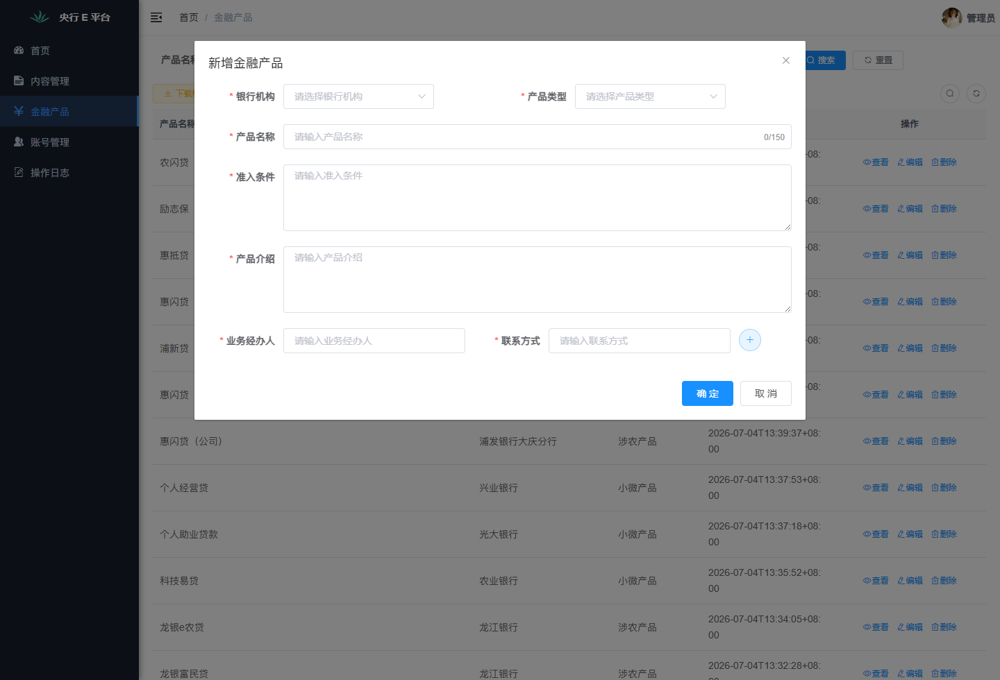 央行 E 平台
首页
内容管理
金融产品
账号管理
操作日志
首页 / 金融产品
管理员
产品名称
搜索
重置
下载
新增金融产品
* 银行机构
请选择银行机构
* 产品类型
请选择产品类型
* 产品名称
请输入产品名称
0/150
* 准入条件
请输入准入条件
* 产品介绍
请输入产品介绍
* 业务经办人
请输入业务经办人
* 联系方式
请输入联系方式
确 定
取 消
产品名称
操作
农闪贷
-08:
查看 编辑 删除
励志保
-08:
查看 编辑 删除
惠抵贷
-08:
查看 编辑 删除
惠闪贷
-08:
查看 编辑 删除
浦新贷
-08:
查看 编辑 删除
惠闪贷
-08:
查看 编辑 删除
惠闪贷（公司） 浦发银行大庆分行 涉农产品 2026-07-04T13:39:37+08:
00
查看 编辑 删除
个人经营贷 兴业银行 小微产品 2026-07-04T13:37:53+08:
00
查看 编辑 删除
个人助业贷款 光大银行 小微产品 2026-07-04T13:37:18+08:
00
查看 编辑 删除
科技易贷 农业银行 小微产品 2026-07-04T13:35:52+08:
00
查看 编辑 删除
龙银e农贷 龙江银行 涉农产品 2026-07-04T13:34:05+08:
00
查看 编辑 删除
龙银富民贷 龙江银行 涉农产品 2026-07-04T13:32:28+08:
查看 编辑 删除